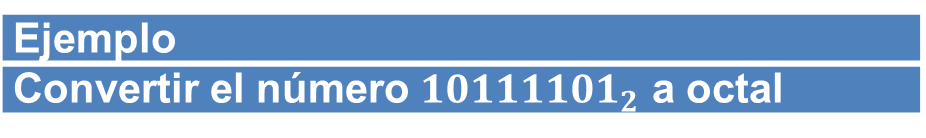 Ejemplo
Convertir el número 10111101₂ a octal